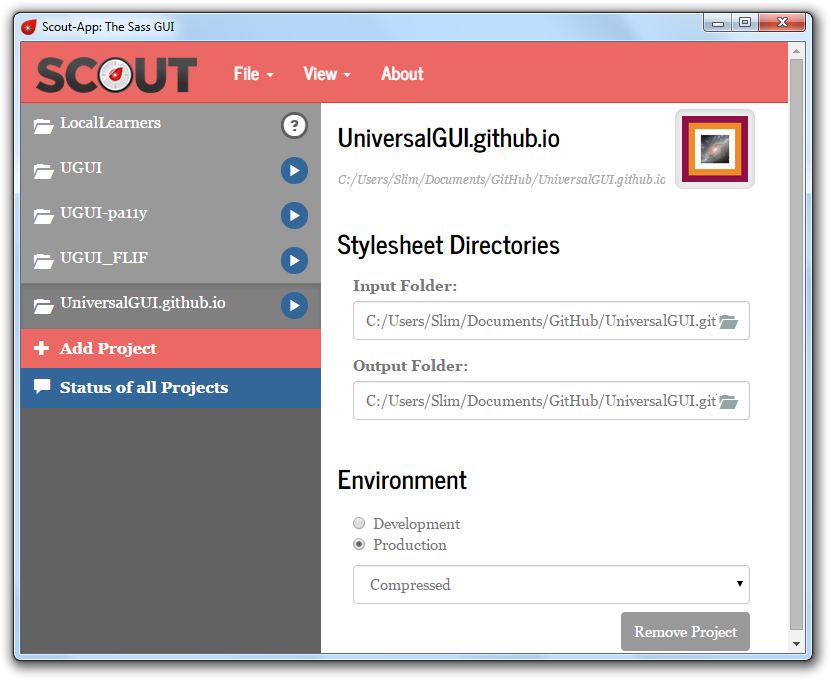 Scout-App: The Sass GUI
SCOUT File View About
LocalLearners ?
UGUI
UGUI-pa11y
UGUI_FLIF
UniversalGUI.github.io
Add Project
Status of all Projects
UniversalGUI.github.io
C:/Users/Slim/Documents/GitHub/UniversalGUI.github.io
Stylesheet Directories
Input Folder:
C:/Users/Slim/Documents/GitHub/UniversalGUI.git
Output Folder:
C:/Users/Slim/Documents/GitHub/UniversalGUI.git
Environment
Development
Production
Compressed
Remove Project